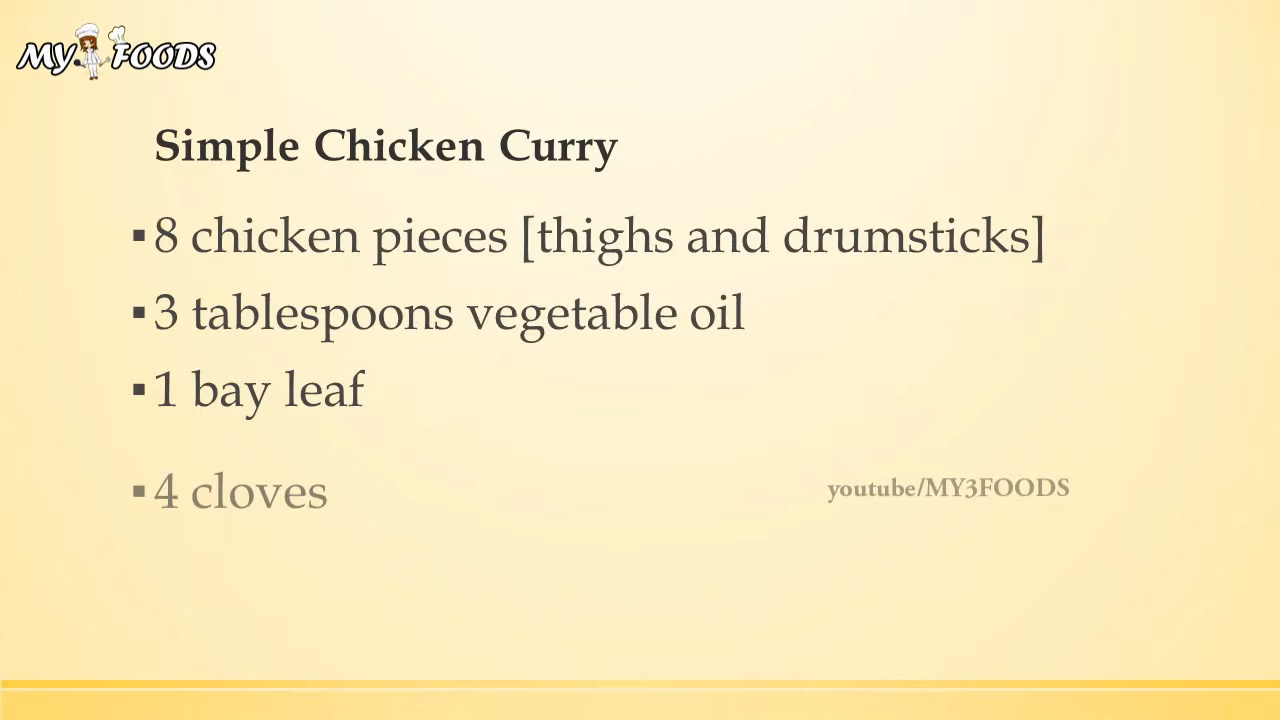 MY FOODS
Simple Chicken Curry
▪ 8 chicken pieces [thighs and drumsticks]
▪ 3 tablespoons vegetable oil
▪ 1 bay leaf
▪ 4 cloves
youtube/MY3FOODS